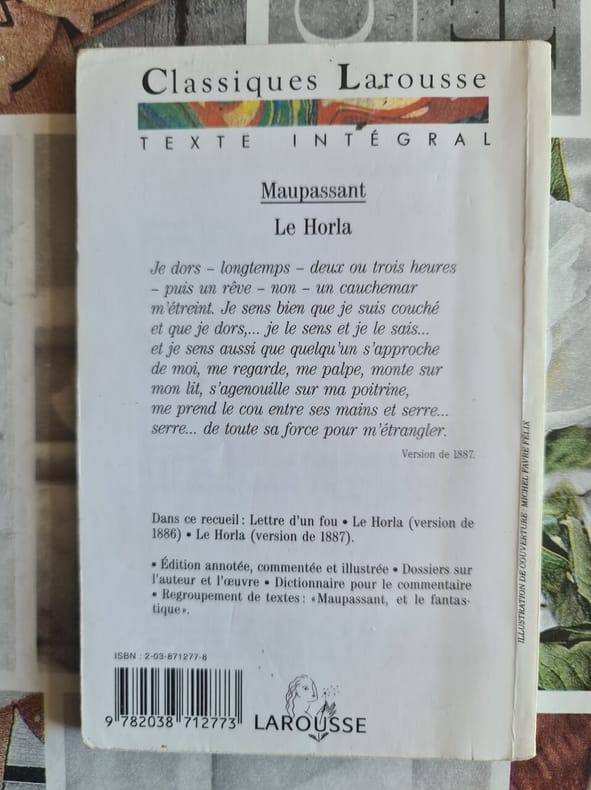 Classiques Larousse
TEXTE INTÉGRAL
Maupassant
Le Horla
Je dors – longtemps – deux ou trois heures
– puis un rêve – non – un cauchemar
m'étreint. Je sens bien que je suis couché
et que je dors,... je le sens et je le sais...
et je sens aussi que quelqu'un s'approche
de moi, me regarde, me palpe, monte sur
mon lit, s'agenouille sur ma poitrine,
me prend le cou entre ses mains et serre...
serre... de toute sa force pour m'étrangler.
Version de 1887.
Dans ce recueil : Lettre d'un fou • Le Horla (version de
1886) • Le Horla (version de 1887).
• Édition annotée, commentée et illustrée • Dossiers sur
l'auteur et l'œuvre • Dictionnaire pour le commentaire
• Regroupement de textes : «Maupassant, et le fantas-
tique».
ISBN : 2-03-871277-8
9 782038 712773
LAROUSSE
ILLUSTRATION DE COUVERTURE MICHEL FAVRE FÉLIX